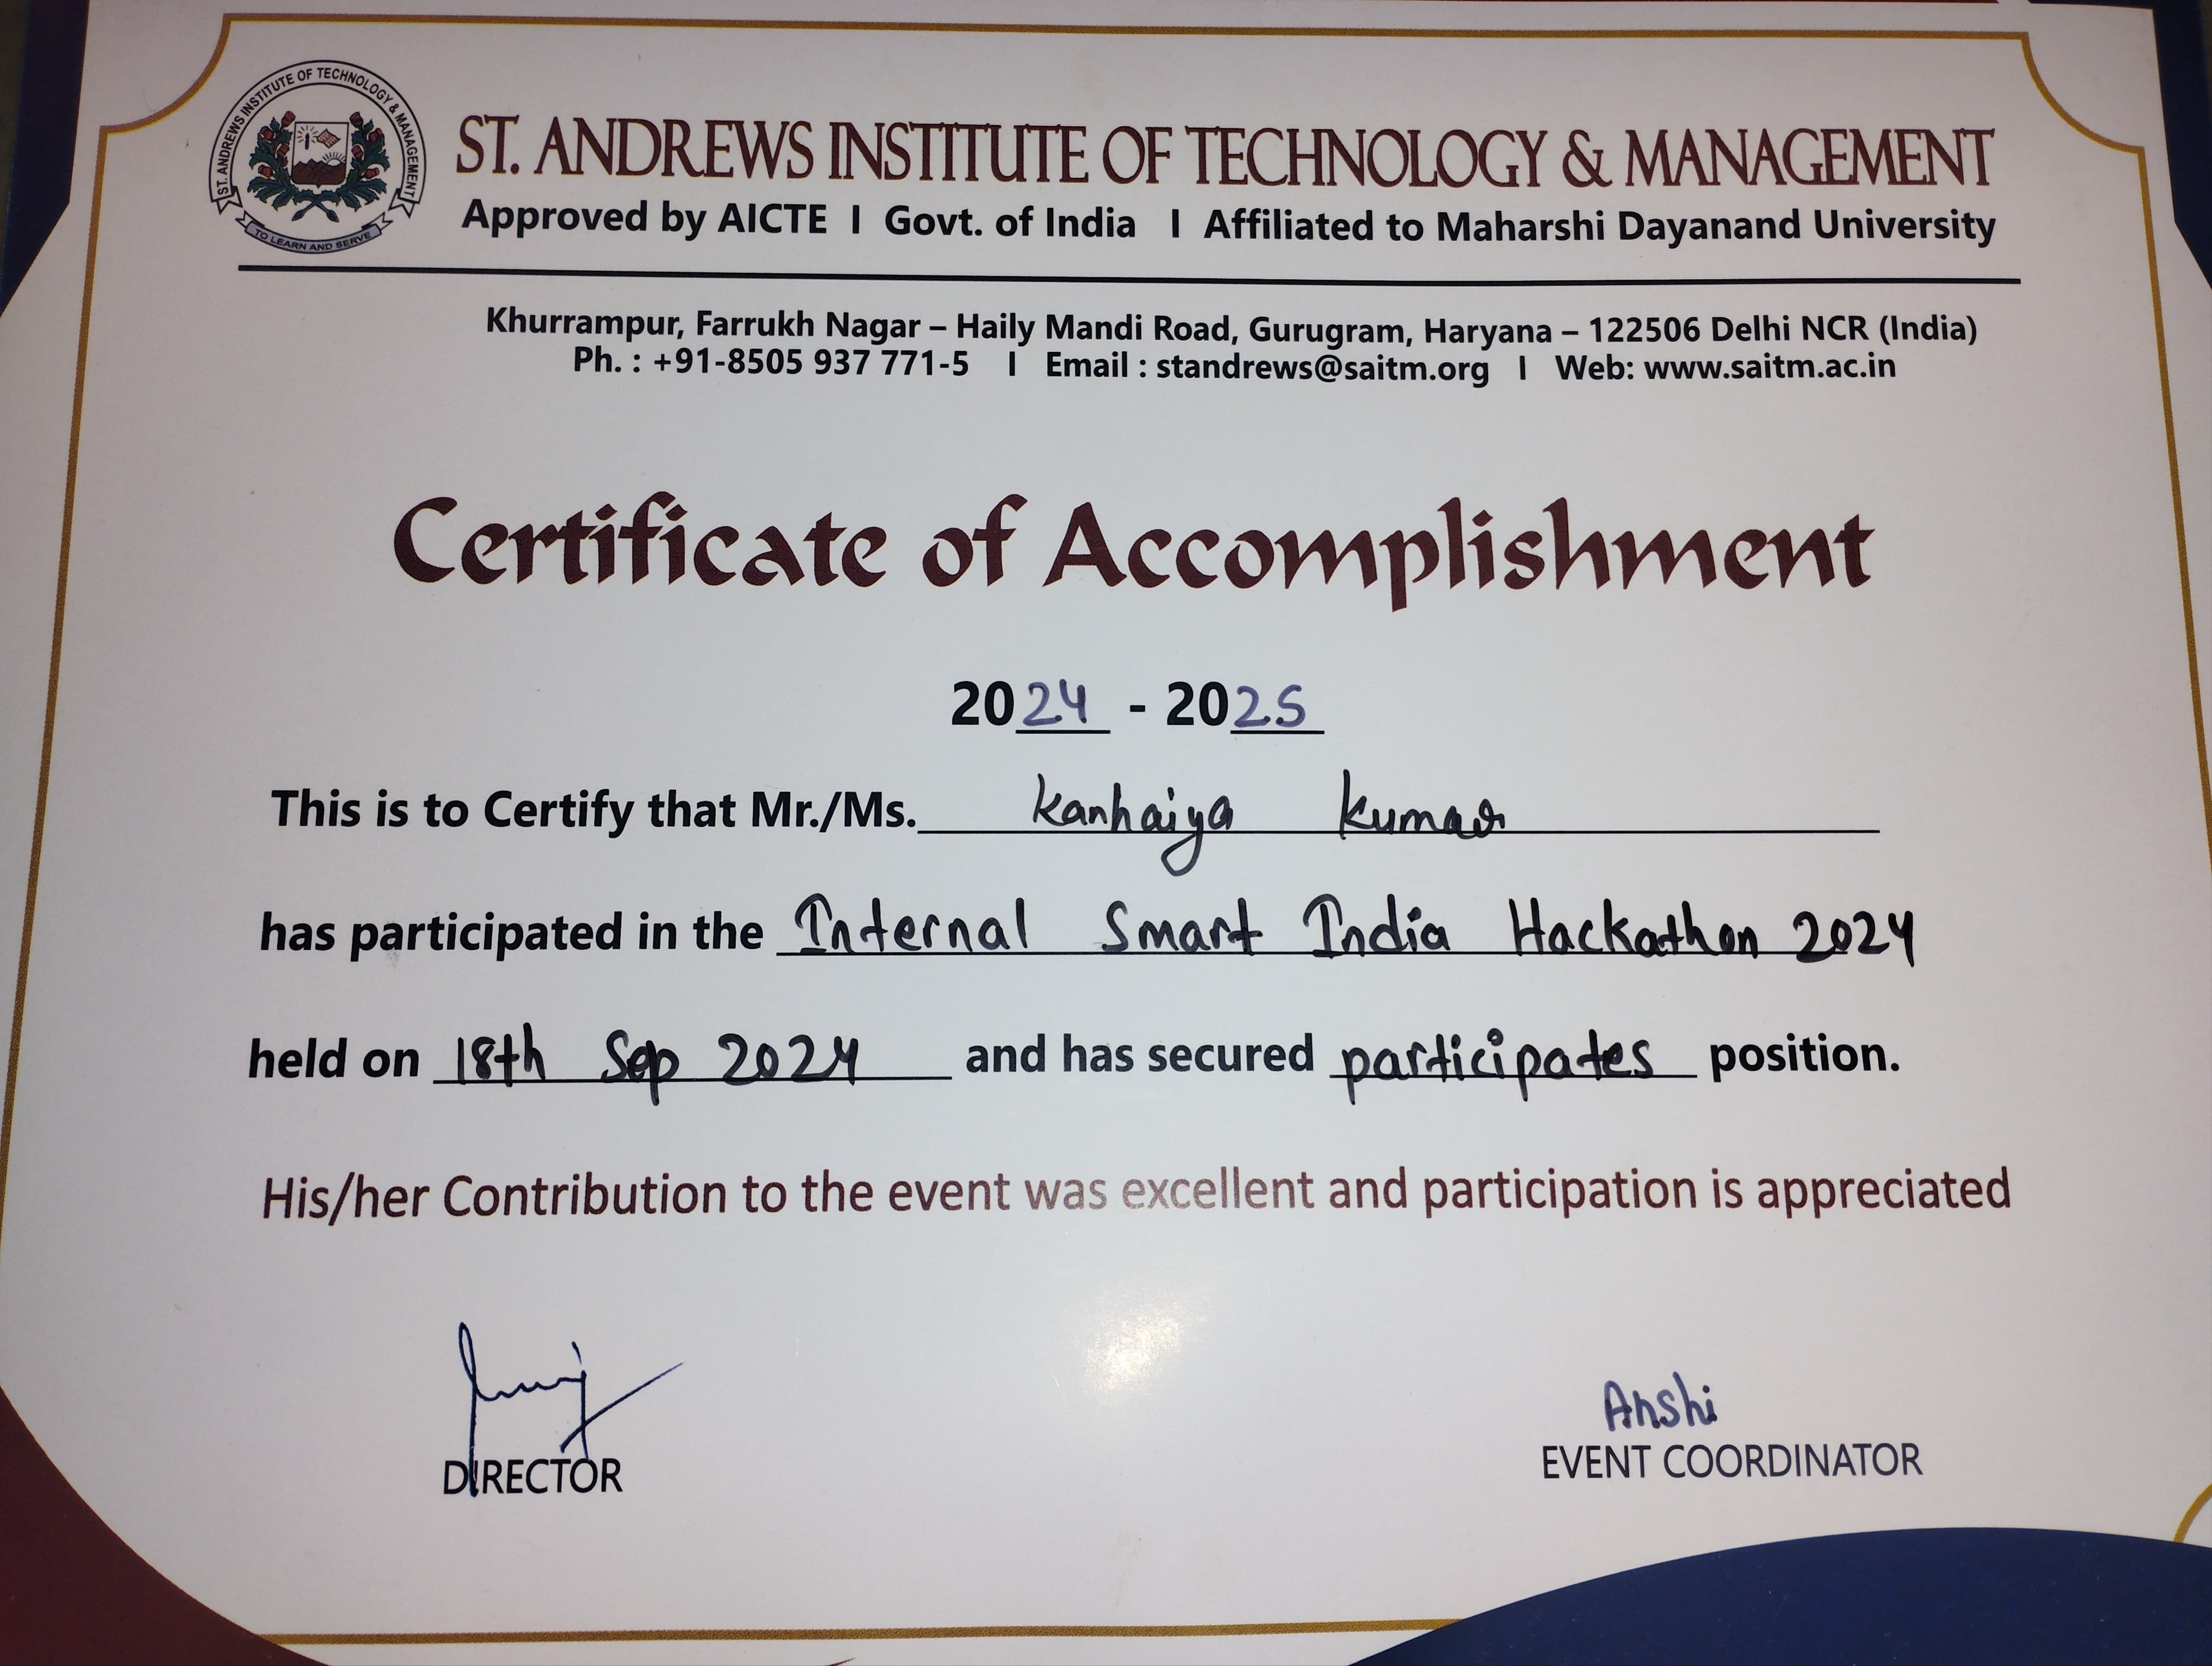 ST. ANDREWS INSTITUTE OF TECHNOLOGY & MANAGEMENT
TO LEARN AND SERVE
ST. ANDREWS INSTITUTE OF TECHNOLOGY & MANAGEMENT
Approved by AICTE I Govt. of India I Affiliated to Maharshi Dayanand University
Khurrampur, Farrukh Nagar – Haily Mandi Road, Gurugram, Haryana – 122506 Delhi NCR (India)
Ph. : +91-8505 937 771-5 I Email : standrews@saitm.org I Web: www.saitm.ac.in
Certificate of Accomplishment
2024 - 2025
This is to Certify that Mr./Ms. Kanhaiya Kumar
has participated in the Internal Smart India Hackathon 2024
held on 18th Sep 2024 and has secured participates position.
His/her Contribution to the event was excellent and participation is appreciated
Anshi
DIRECTOR EVENT COORDINATOR